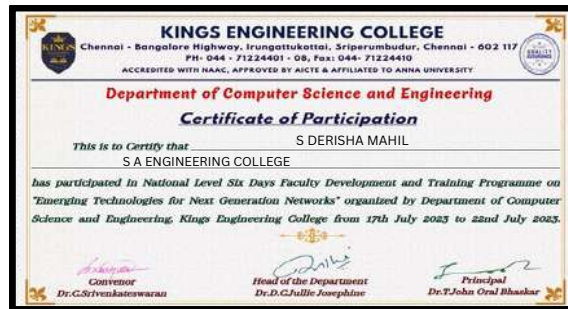 KINGS ENGINEERING COLLEGE
KINGS
Chennai - Bangalore Highway, Irungattukottai, Sriperumbudur, Chennai - 602 117
PH- 044 - 71224401 - 08, Fax: 044- 71224410
ACCREDITED WITH NAAC, APPROVED BY AICTE & AFFILIATED TO ANNA UNIVERSITY
Department of Computer Science and Engineering
Certificate of Participation
This is to Certify that S DERISHA MAHIL
S A ENGINEERING COLLEGE
has participated in National Level Six Days Faculty Development and Training Programme on
"Emerging Technologies for Next Generation Networks" organized by Department of Computer
Science and Engineering, Kings Engineering College from 17th July 2023 to 22nd July 2023.
Convenor
Dr.G.Srivenkateswaran
Head of the Department
Dr.D.C.Jullie Josephine
Principal
Dr.T.John Oral Bhaskar